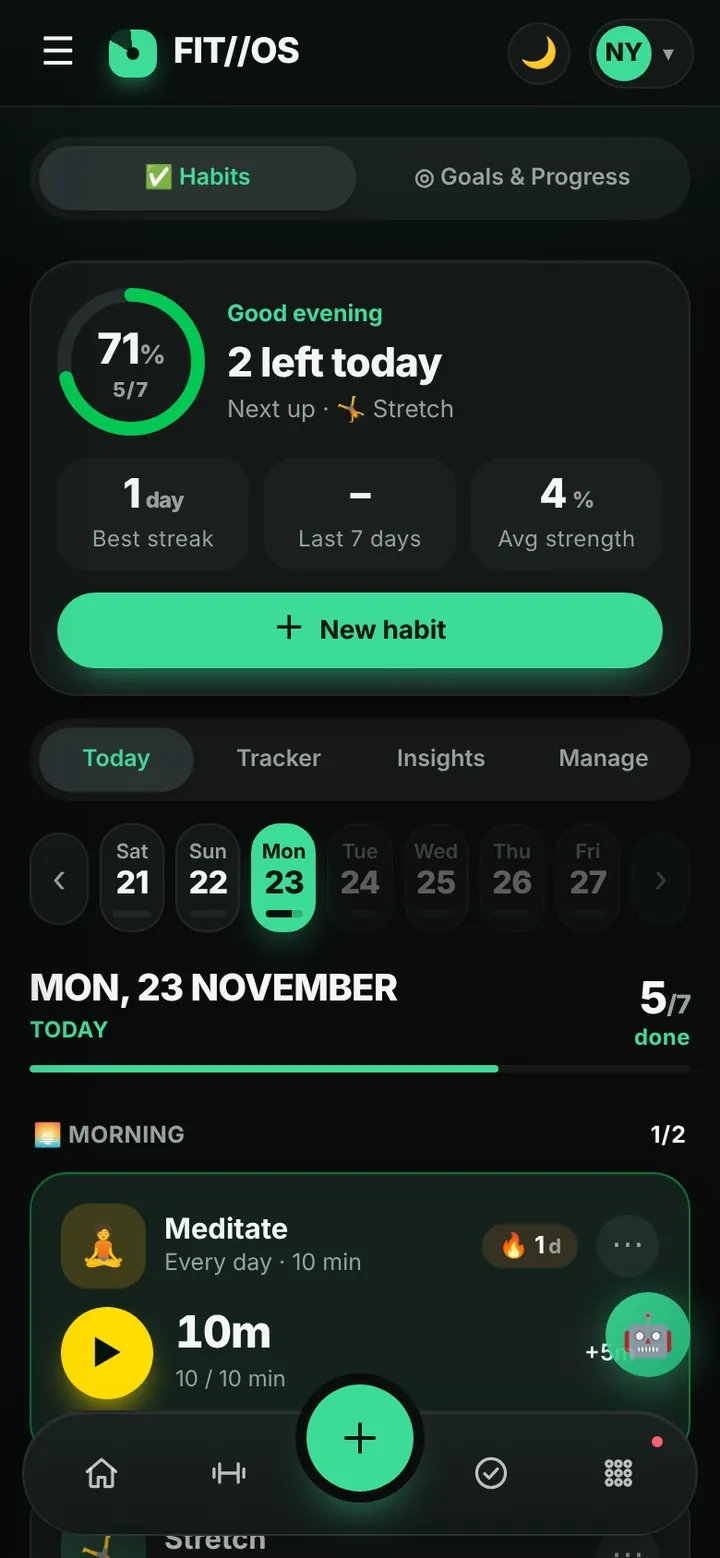 FIT//OS
NY
Habits
Goals & Progress
71%
5/7
Good evening
2 left today
Next up · Stretch
1 day
Best streak
–
Last 7 days
4 %
Avg strength
+ New habit
Today
Tracker
Insights
Manage
Sat
21
Sun
22
Mon
23
Tue
24
Wed
25
Thu
26
Fri
27
MON, 23 NOVEMBER
TODAY
5/7
done
MORNING
1/2
Meditate
Every day · 10 min
1d
10m
10 / 10 min
+5m
Stretch